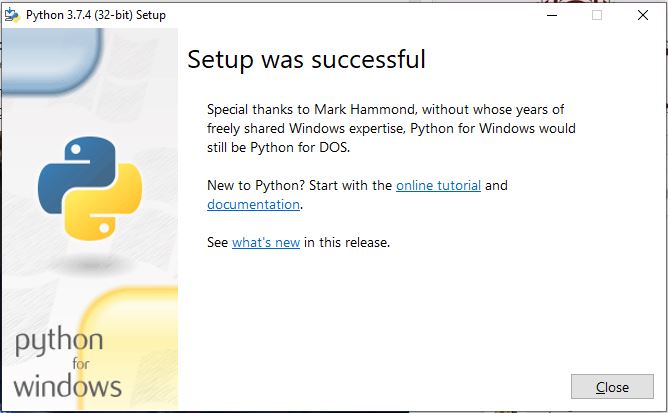 Python 3.7.4 (32-bit) Setup
Setup was successful
Special thanks to Mark Hammond, without whose years of
freely shared Windows expertise, Python for Windows would
still be Python for DOS.
New to Python? Start with the online tutorial and
documentation.
See what's new in this release.
python
for
windows
Close